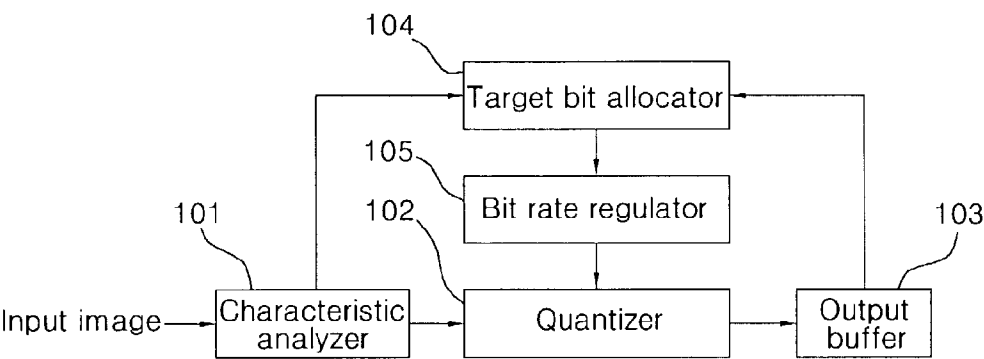 104
Target bit allocator
105
Bit rate regulator
101
102
103
Input image
Characteristic
analyzer
Quantizer
Output
buffer